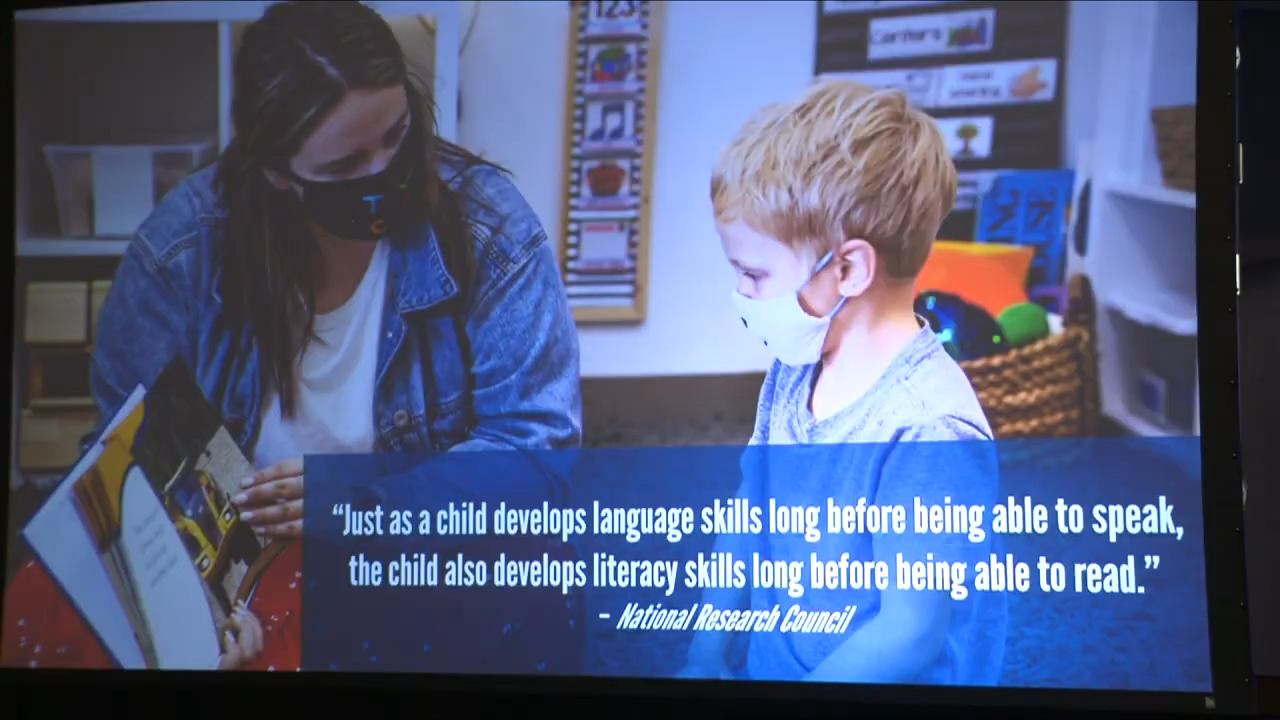 123
Centers
T
C
“Just as a child develops language skills long before being able to speak,
the child also develops literacy skills long before being able to read.”
– National Research Council